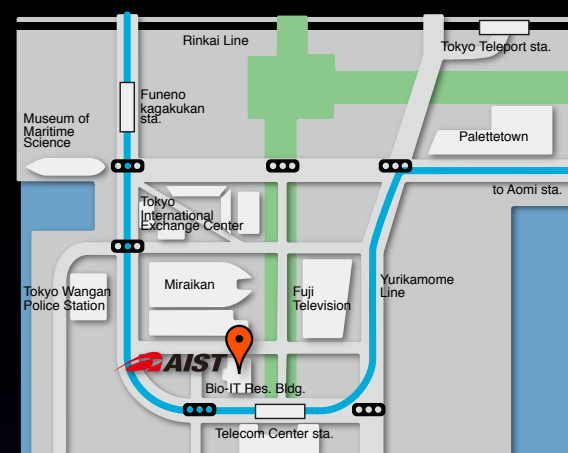 Rinkai Line
Tokyo Teleport sta.
Funeno
kagakukan
sta.
Museum of
Maritime
Science
Palettetown
to Aomi sta.
Tokyo
International
Exchange Center
Tokyo Wangan
Police Station
Miraikan
Fuji
Television
Yurikamome
Line
AIST
Bio-IT Res. Bldg.
Telecom Center sta.